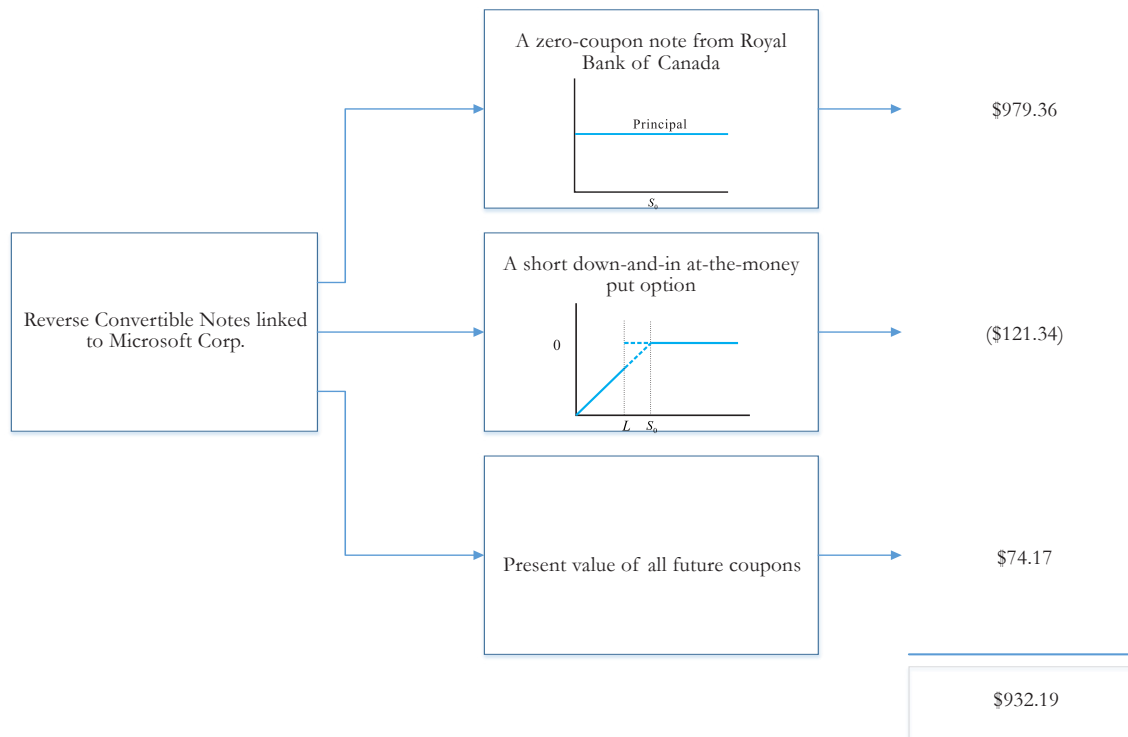 A zero-coupon note from Royal
Bank of Canada
Principal
S₀
$979.36
Reverse Convertible Notes linked
to Microsoft Corp.
A short down-and-in at-the-money
put option
0
L S₀
($121.34)
Present value of all future coupons
$74.17
$932.19